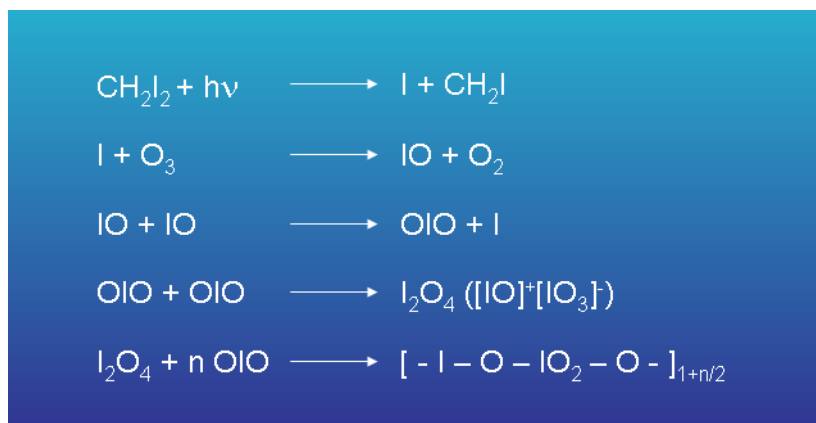 CH₂I₂ + hν ⟶ I + CH₂I
I + O₃ ⟶ IO + O₂
IO + IO ⟶ OIO + I
OIO + OIO ⟶ I₂O₄ ([IO]⁺[IO₃]⁻)
I₂O₄ + n OIO ⟶ [ - I – O – IO₂ – O - ]₁₊ₙ/₂